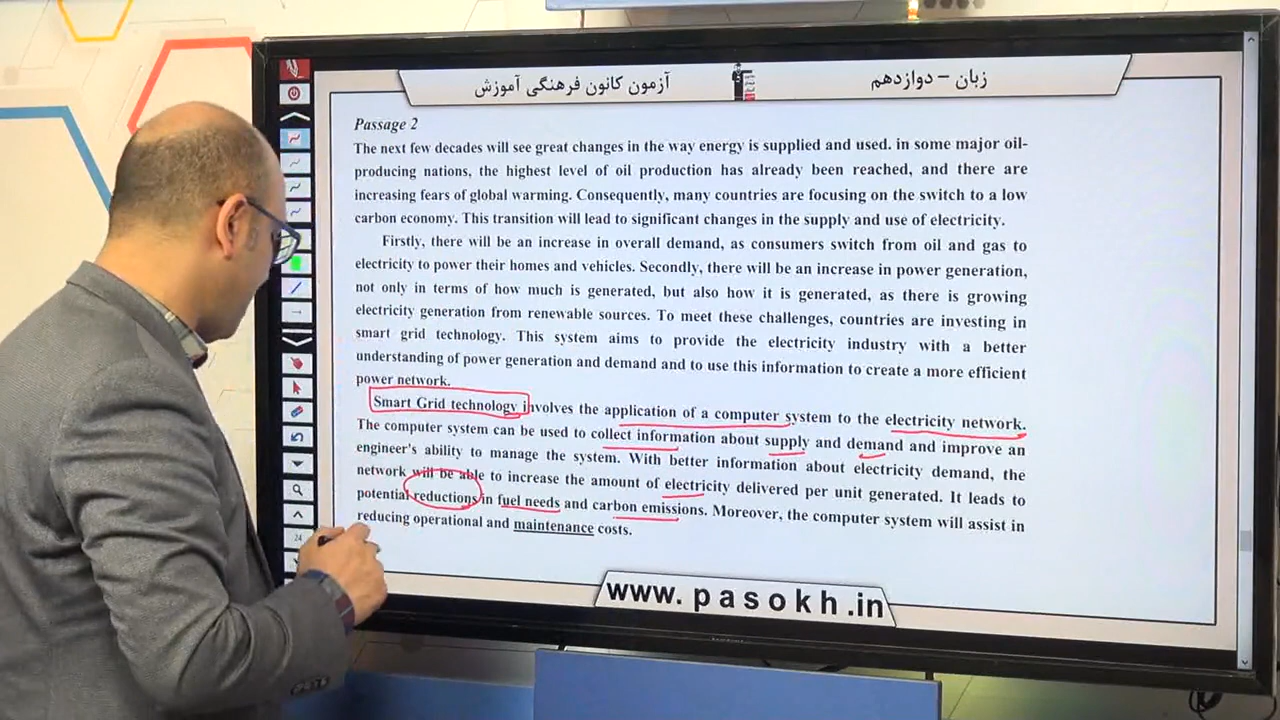 زبان – دوازدهم
آزمون کانون فرهنگی آموزش
Passage 2
The next few decades will see great changes in the way energy is supplied and used. in some major oil-
producing nations, the highest level of oil production has already been reached, and there are
increasing fears of global warming. Consequently, many countries are focusing on the switch to a low
carbon economy. This transition will lead to significant changes in the supply and use of electricity.
Firstly, there will be an increase in overall demand, as consumers switch from oil and gas to
electricity to power their homes and vehicles. Secondly, there will be an increase in power generation,
not only in terms of how much is generated, but also how it is generated, as there is growing
electricity generation from renewable sources. To meet these challenges, countries are investing in
smart grid technology. This system aims to provide the electricity industry with a better
understanding of power generation and demand and to use this information to create a more efficient
power network.
Smart Grid technology involves the application of a computer system to the electricity network.
The computer system can be used to collect information about supply and demand and improve an
engineer's ability to manage the system. With better information about electricity demand, the
network will be able to increase the amount of electricity delivered per unit generated. It leads to
potential reductions in fuel needs and carbon emissions. Moreover, the computer system will assist in
reducing operational and maintenance costs.
24
www.pasokh.in